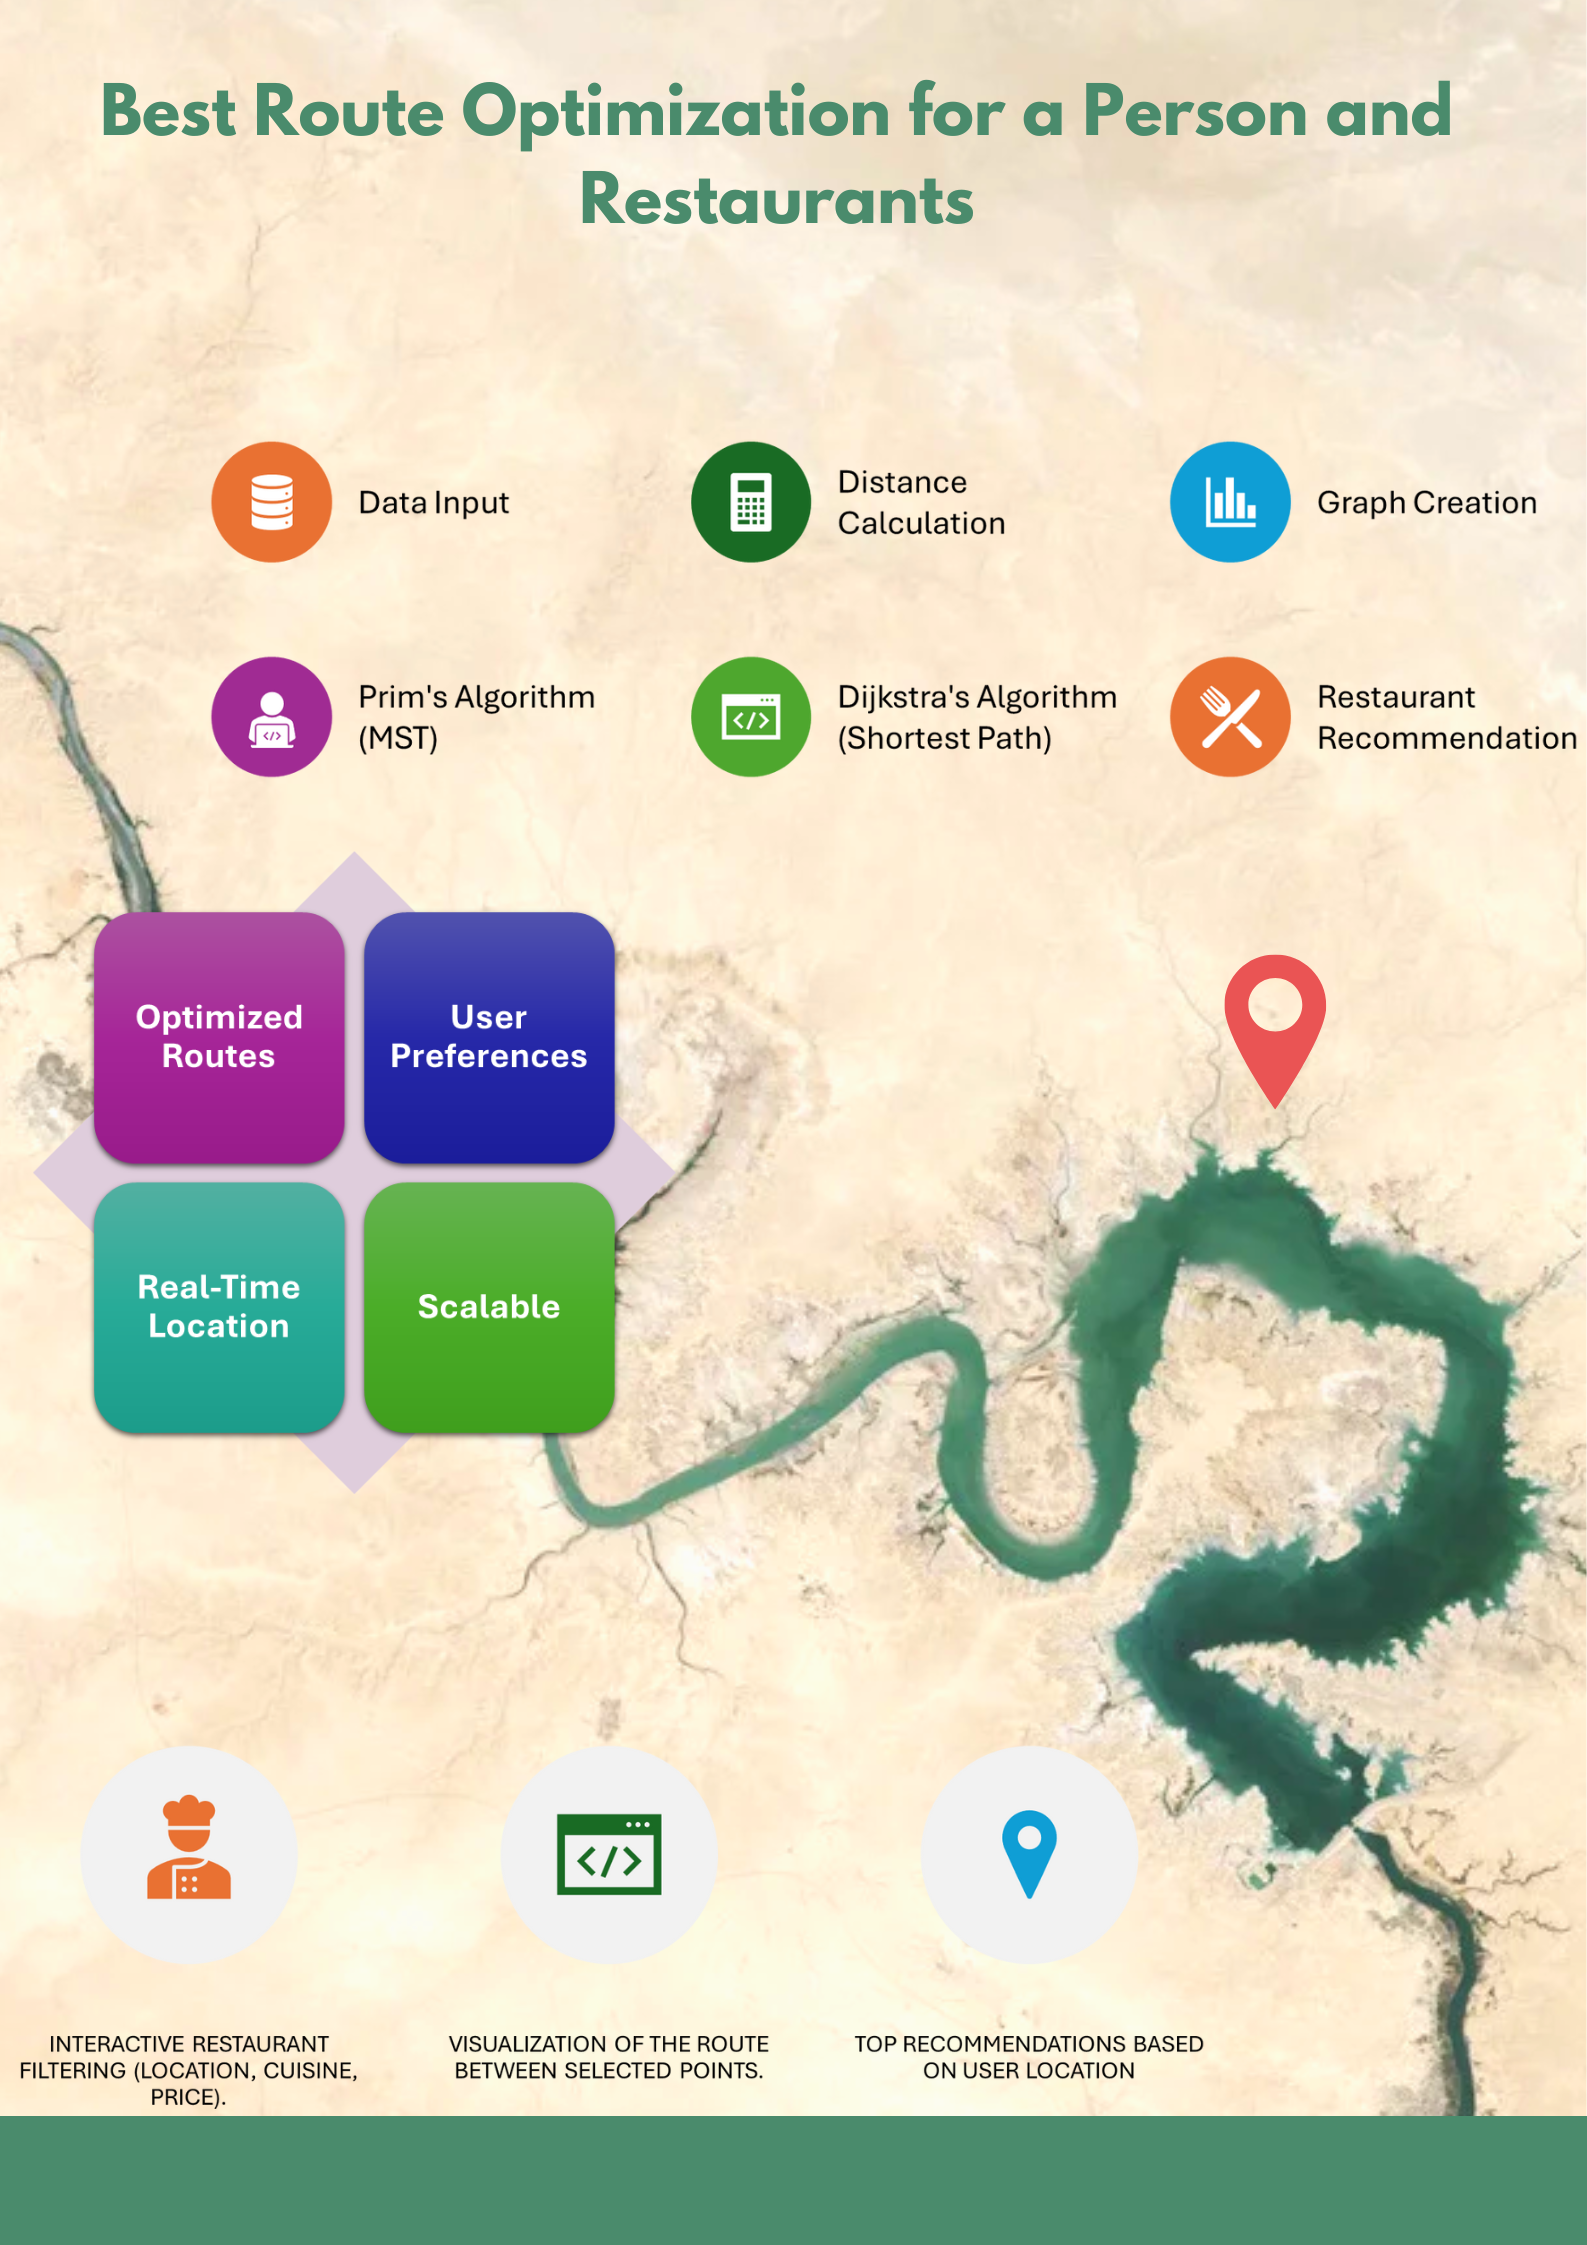 Best Route Optimization for a Person and
Restaurants
Data Input
Distance
Calculation
Graph Creation
Prim's Algorithm
(MST)
Dijkstra's Algorithm
(Shortest Path)
Restaurant
Recommendation
Optimized
Routes
User
Preferences
Real-Time
Location
Scalable
INTERACTIVE RESTAURANT
FILTERING (LOCATION, CUISINE,
PRICE).
VISUALIZATION OF THE ROUTE
BETWEEN SELECTED POINTS.
TOP RECOMMENDATIONS BASED
ON USER LOCATION